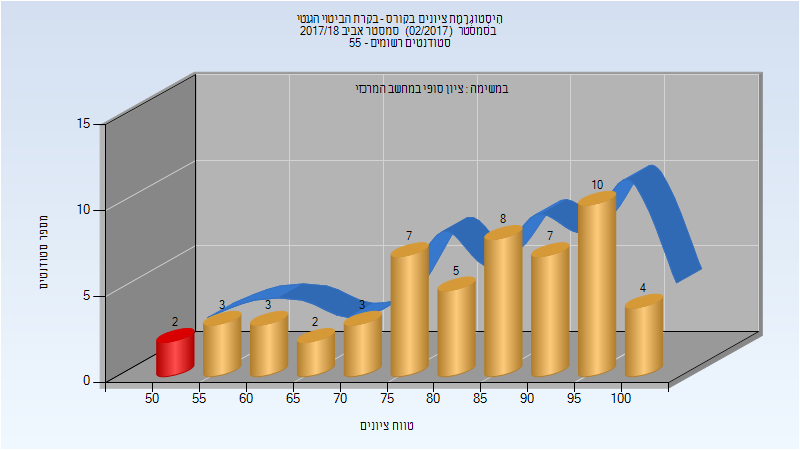 היסטוגרמת ציונים בקורס - בקרת הביטוי הגנטי
בסמסטר (02/2017) סמסטר אביב 2017/18
סטודנטים רשומים - 55
במשימה : ציון סופי במחשב המרכזי
מספר סטודנטים
15
10
5
0
2
3
3
2
3
7
5
8
7
10
4
50 55 60 65 70 75 80 85 90 95 100
טווח ציונים